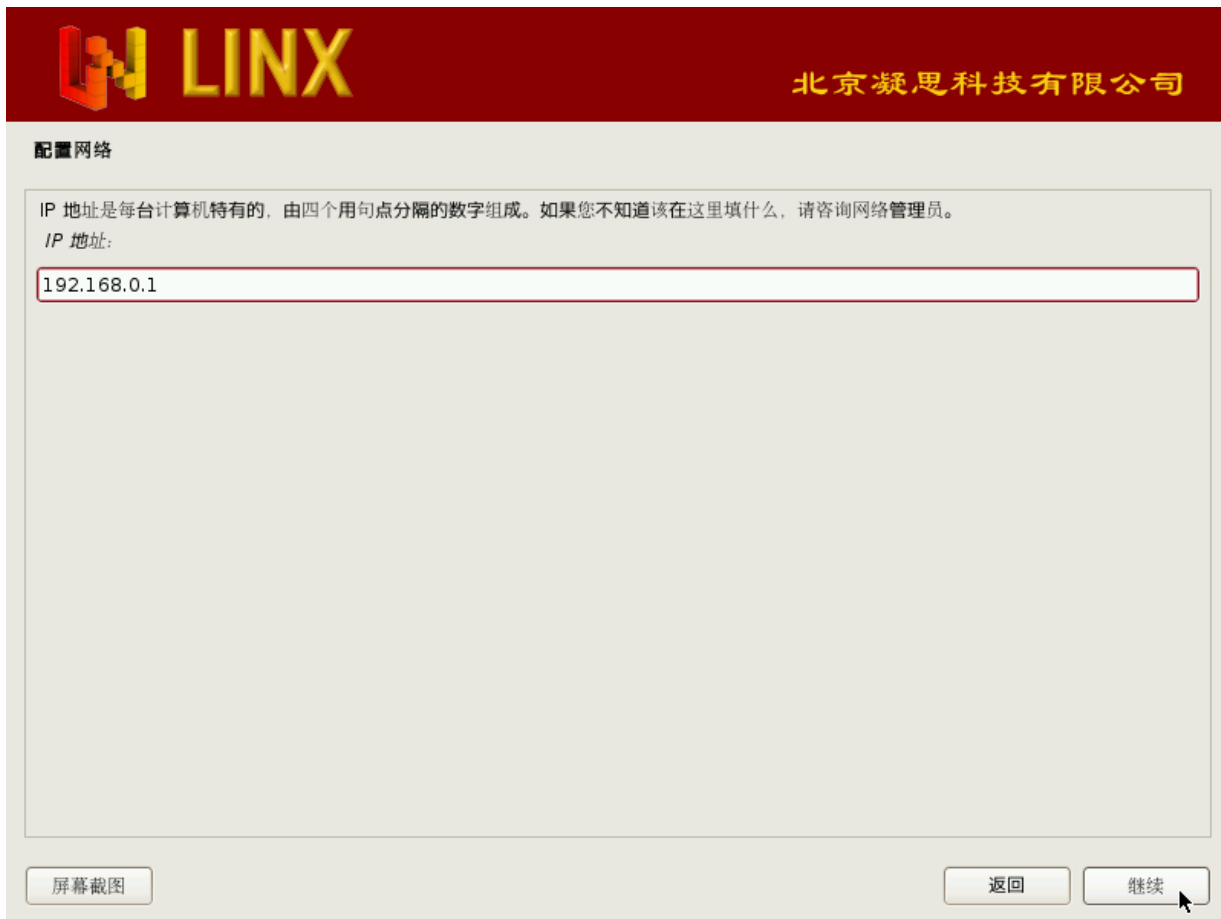 LINX
北京凝思科技有限公司
配置网络
IP 地址是每台计算机特有的，由四个用句点分隔的数字组成。如果您不知道该在这里填什么，请咨询网络管理员。
IP 地址：
192.168.0.1
屏幕截图
返回
继续